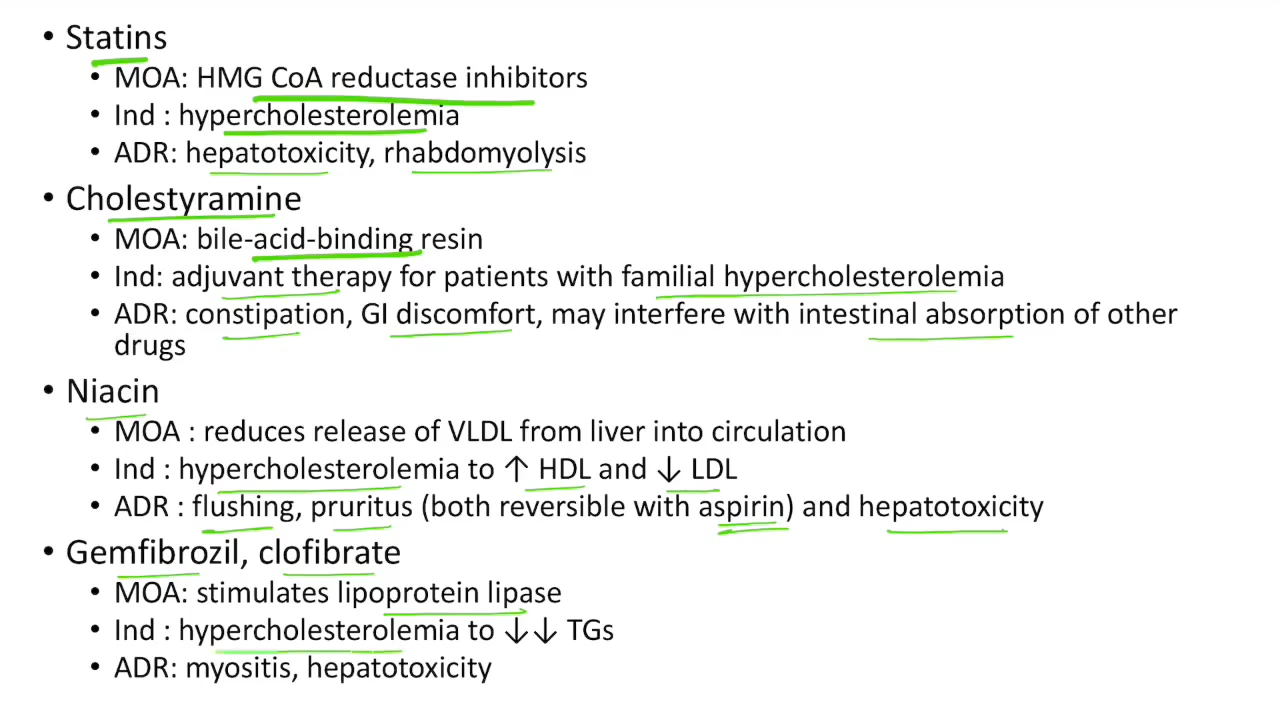 • Statins
• MOA: HMG CoA reductase inhibitors
• Ind : hypercholesterolemia
• ADR: hepatotoxicity, rhabdomyolysis
• Cholestyramine
• MOA: bile-acid-binding resin
• Ind: adjuvant therapy for patients with familial hypercholesterolemia
• ADR: constipation, GI discomfort, may interfere with intestinal absorption of other
drugs
• Niacin
• MOA : reduces release of VLDL from liver into circulation
• Ind : hypercholesterolemia to ↑ HDL and ↓ LDL
• ADR : flushing, pruritus (both reversible with aspirin) and hepatotoxicity
• Gemfibrozil, clofibrate
• MOA: stimulates lipoprotein lipase
• Ind : hypercholesterolemia to ↓↓ TGs
• ADR: myositis, hepatotoxicity